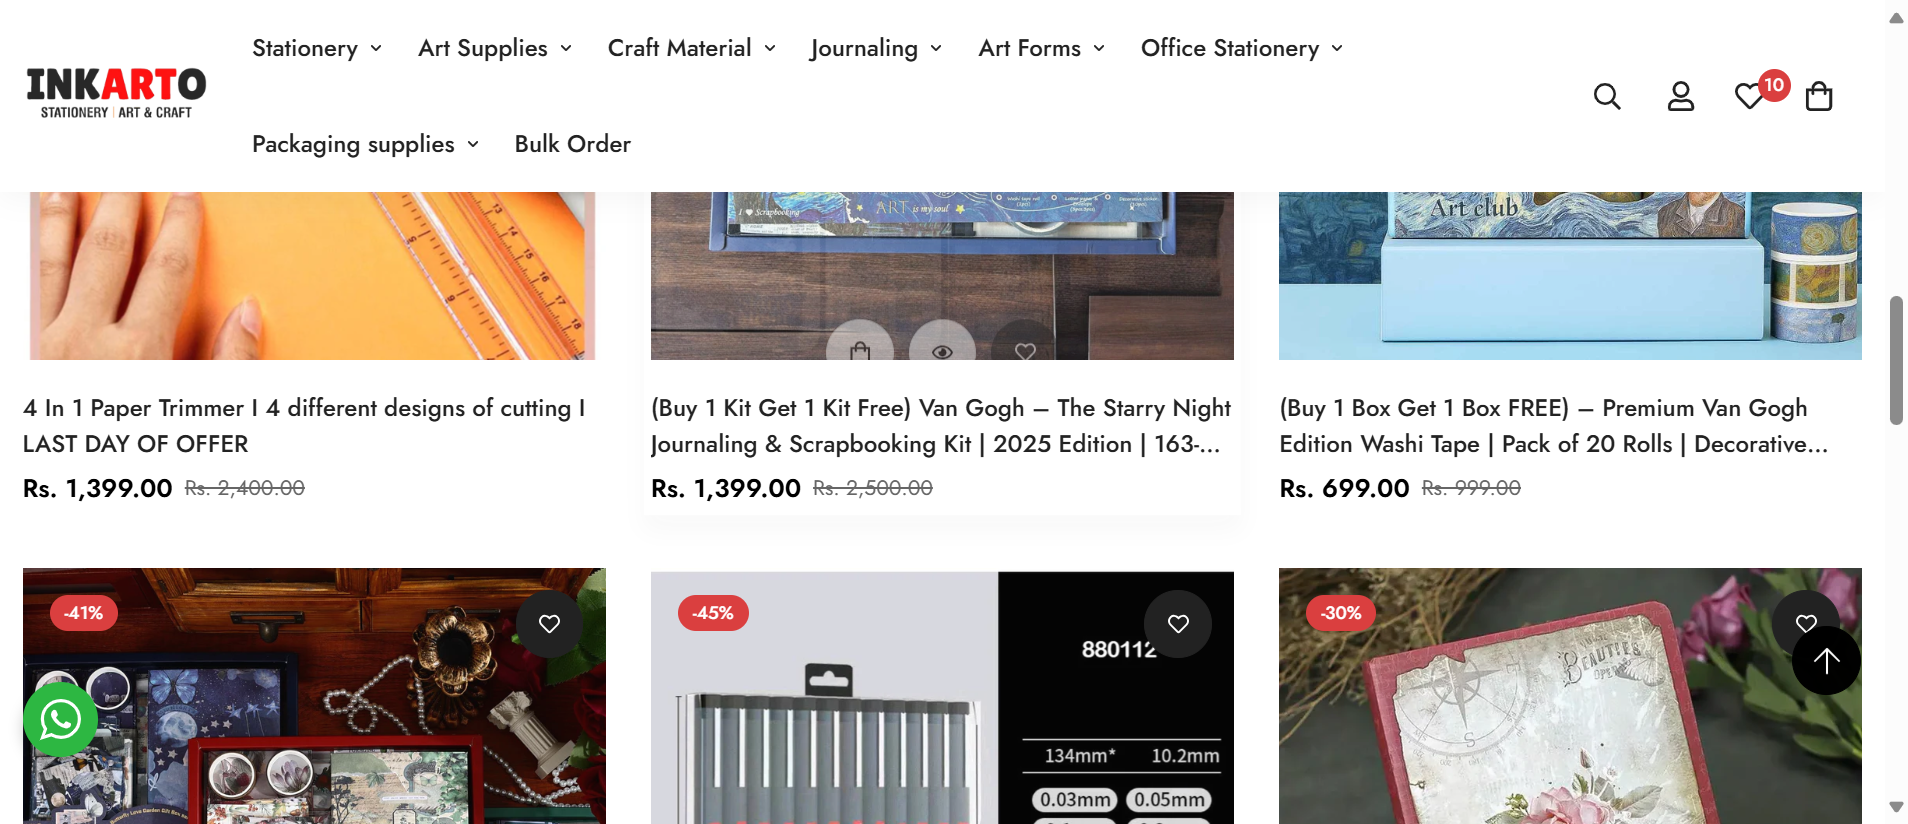 Stationery
Art Supplies
Craft Material
Journaling
Art Forms
Office Stationery
INKARTO
STATIONERY | ART & CRAFT
10
Packaging supplies
Bulk Order
I ❤ Scrapbooking
ART is my soul
Art club
4 In 1 Paper Trimmer I 4 different designs of cutting I
LAST DAY OF OFFER
Rs. 1,399.00 Rs. 2,400.00
(Buy 1 Kit Get 1 Kit Free) Van Gogh – The Starry Night
Journaling & Scrapbooking Kit | 2025 Edition | 163-...
Rs. 1,399.00 Rs. 2,500.00
(Buy 1 Box Get 1 Box FREE) – Premium Van Gogh
Edition Washi Tape | Pack of 20 Rolls | Decorative...
Rs. 699.00 Rs. 999.00
-41%
-45%
880112
134mm* 10.2mm
0.03mm 0.05mm
-30%
BEAUTIES